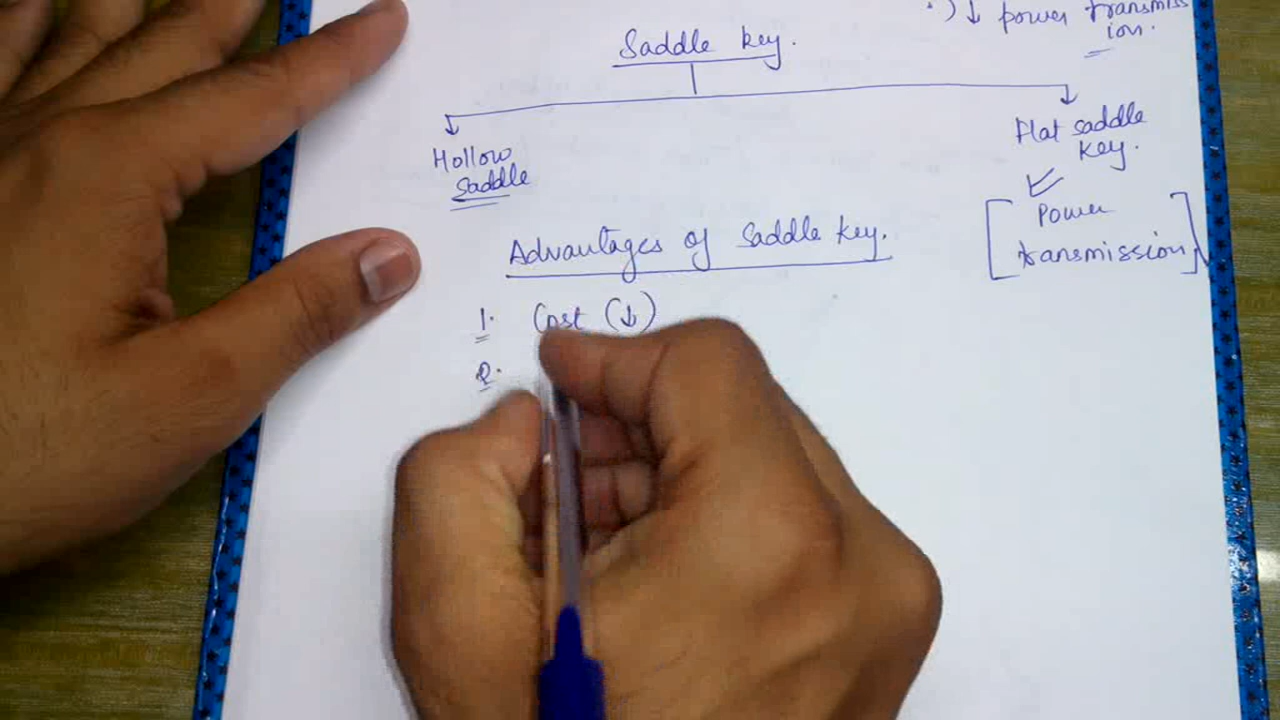 ∴) ↓ power transmiss
ion.
Saddle key.
Hollow
Saddle
Flat saddle
key.
Power
transmission
Advantages of Saddle key.
1. Cost (↓)
2.